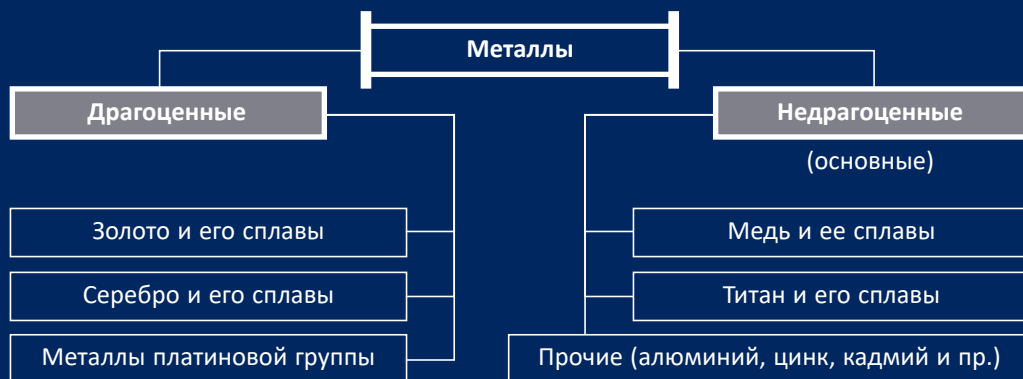 Металлы
Драгоценные
Недрагоценные
(основные)
Золото и его сплавы
Медь и ее сплавы
Серебро и его сплавы
Титан и его сплавы
Металлы платиновой группы
Прочие (алюминий, цинк, кадмий и пр.)